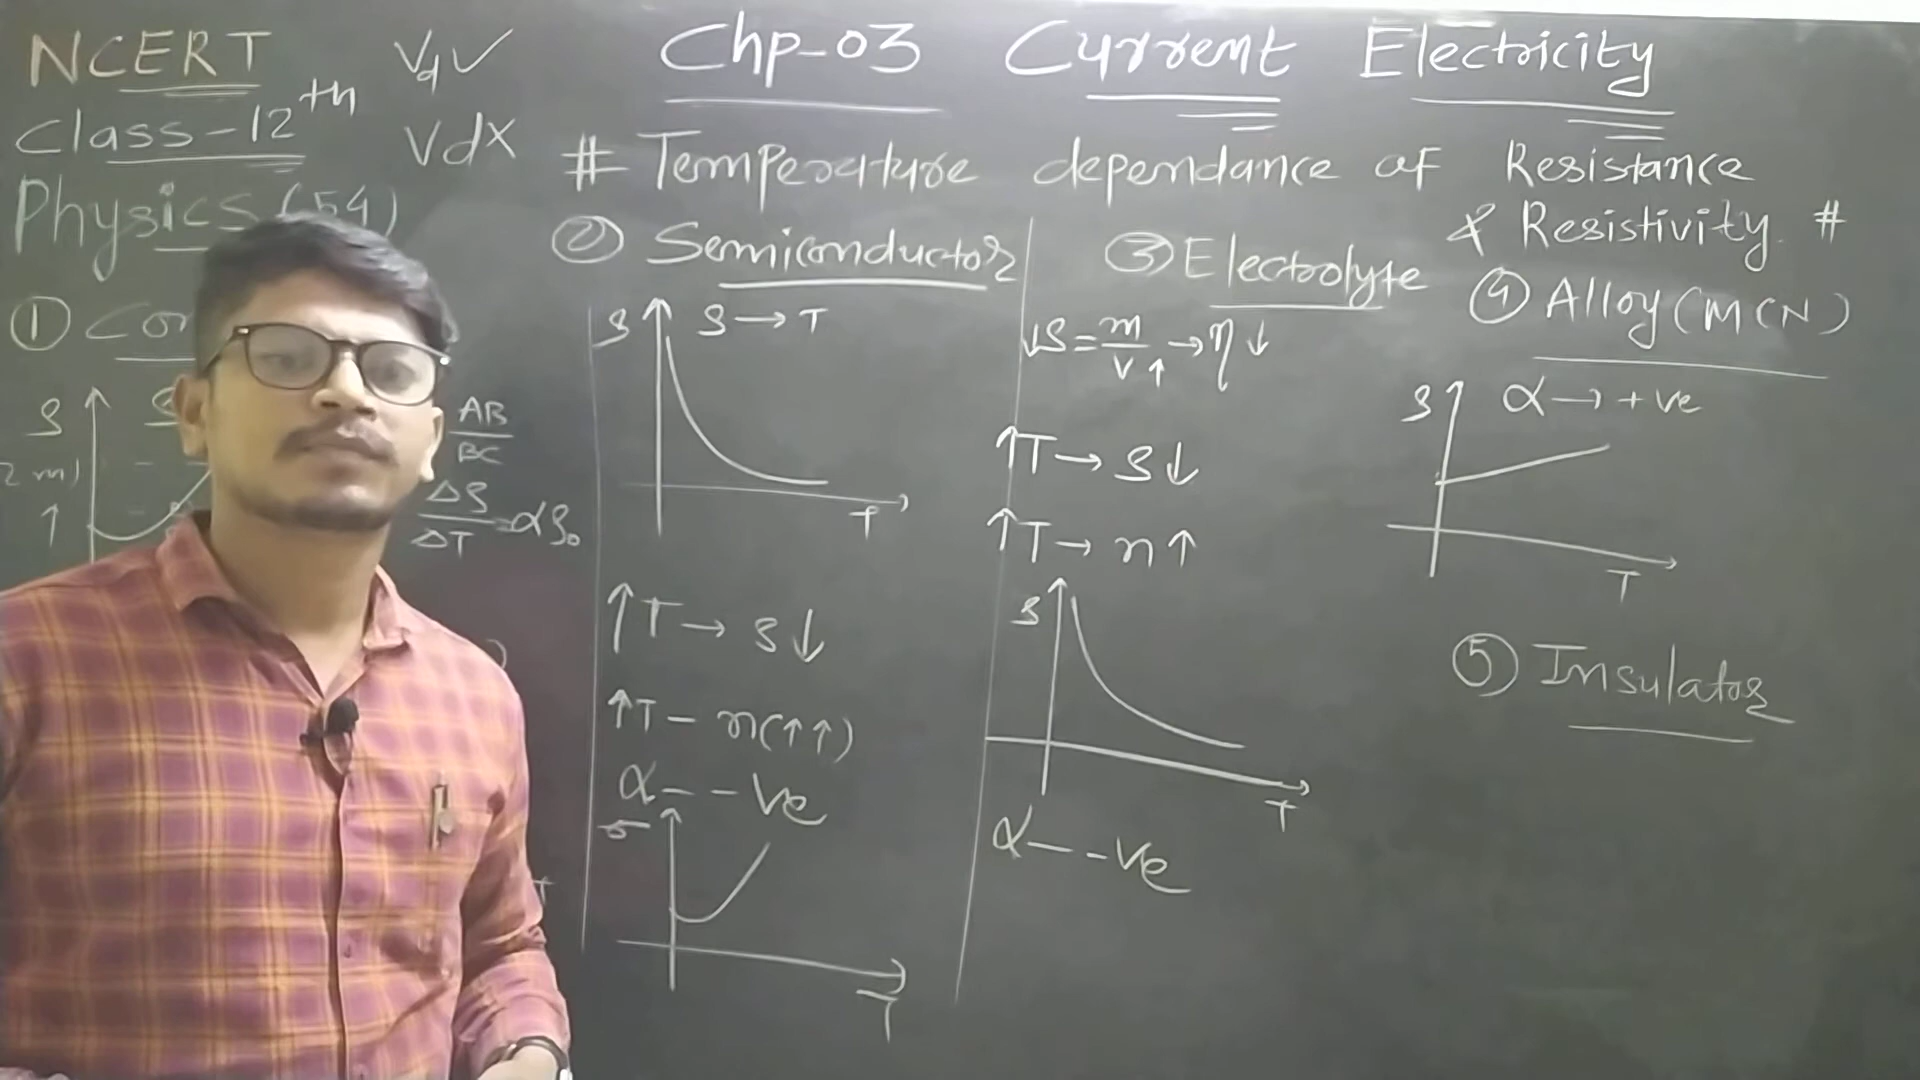 NCERT
Class-12th
Physics (54)
Vd✓
Vd X
Chp-03 Current Electricity
# Temperature dependance of Resistance
& Resistivity #
①
ρ
↑
AB
BC
Δρ/ΔT = αρ₀
② Semiconductor
ρ ρ → T
T
↑T → ρ↓
↑T - n(↑↑)
α - -ve
σ
T
③ Electrolyte
↓ρ = m/V↑ → η↓
↑T → ρ↓
↑T → n↑
ρ
T
α - -ve
④ Alloy (MCN)
ρ α → +ve
T
⑤ Insulator